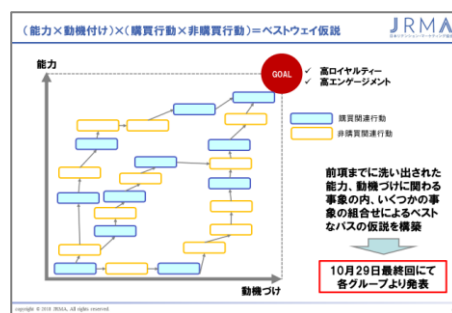 (能力×動機付け)×(購買行動×非購買行動)=ベストウェイ仮説
JRMA
能力
GOAL
✓ 高ロイヤルティー
✓ 高エンゲージメント
購買関連行動
非購買関連行動
前項までに洗い出された
能力、動機づけに関わる
事象の内、いくつかの事
象の組合せによるベスト
なパスの仮説を構築
10月29日最終回にて
各グループより発表
動機づけ
copyright © 2018 JRMA, All rights reserved